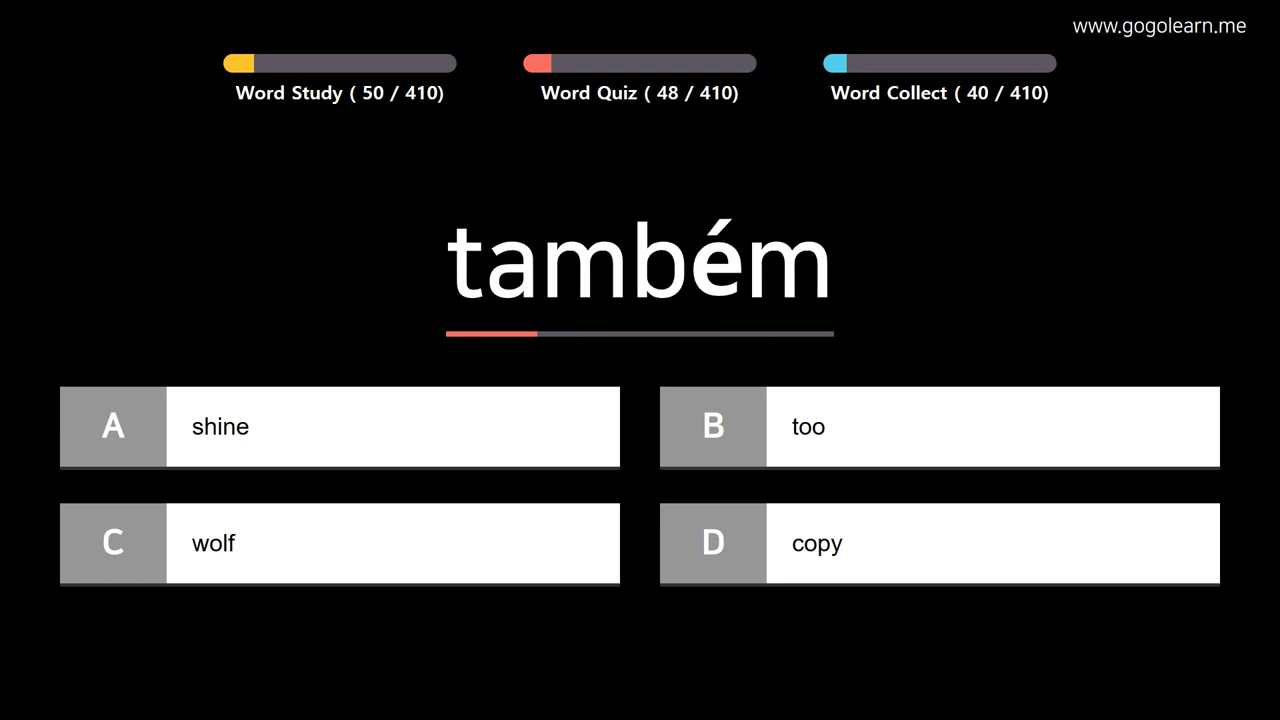 www.gogolearn.me
Word Study ( 50 / 410)
Word Quiz ( 48 / 410)
Word Collect ( 40 / 410)
também
A shine
B too
C wolf
D copy